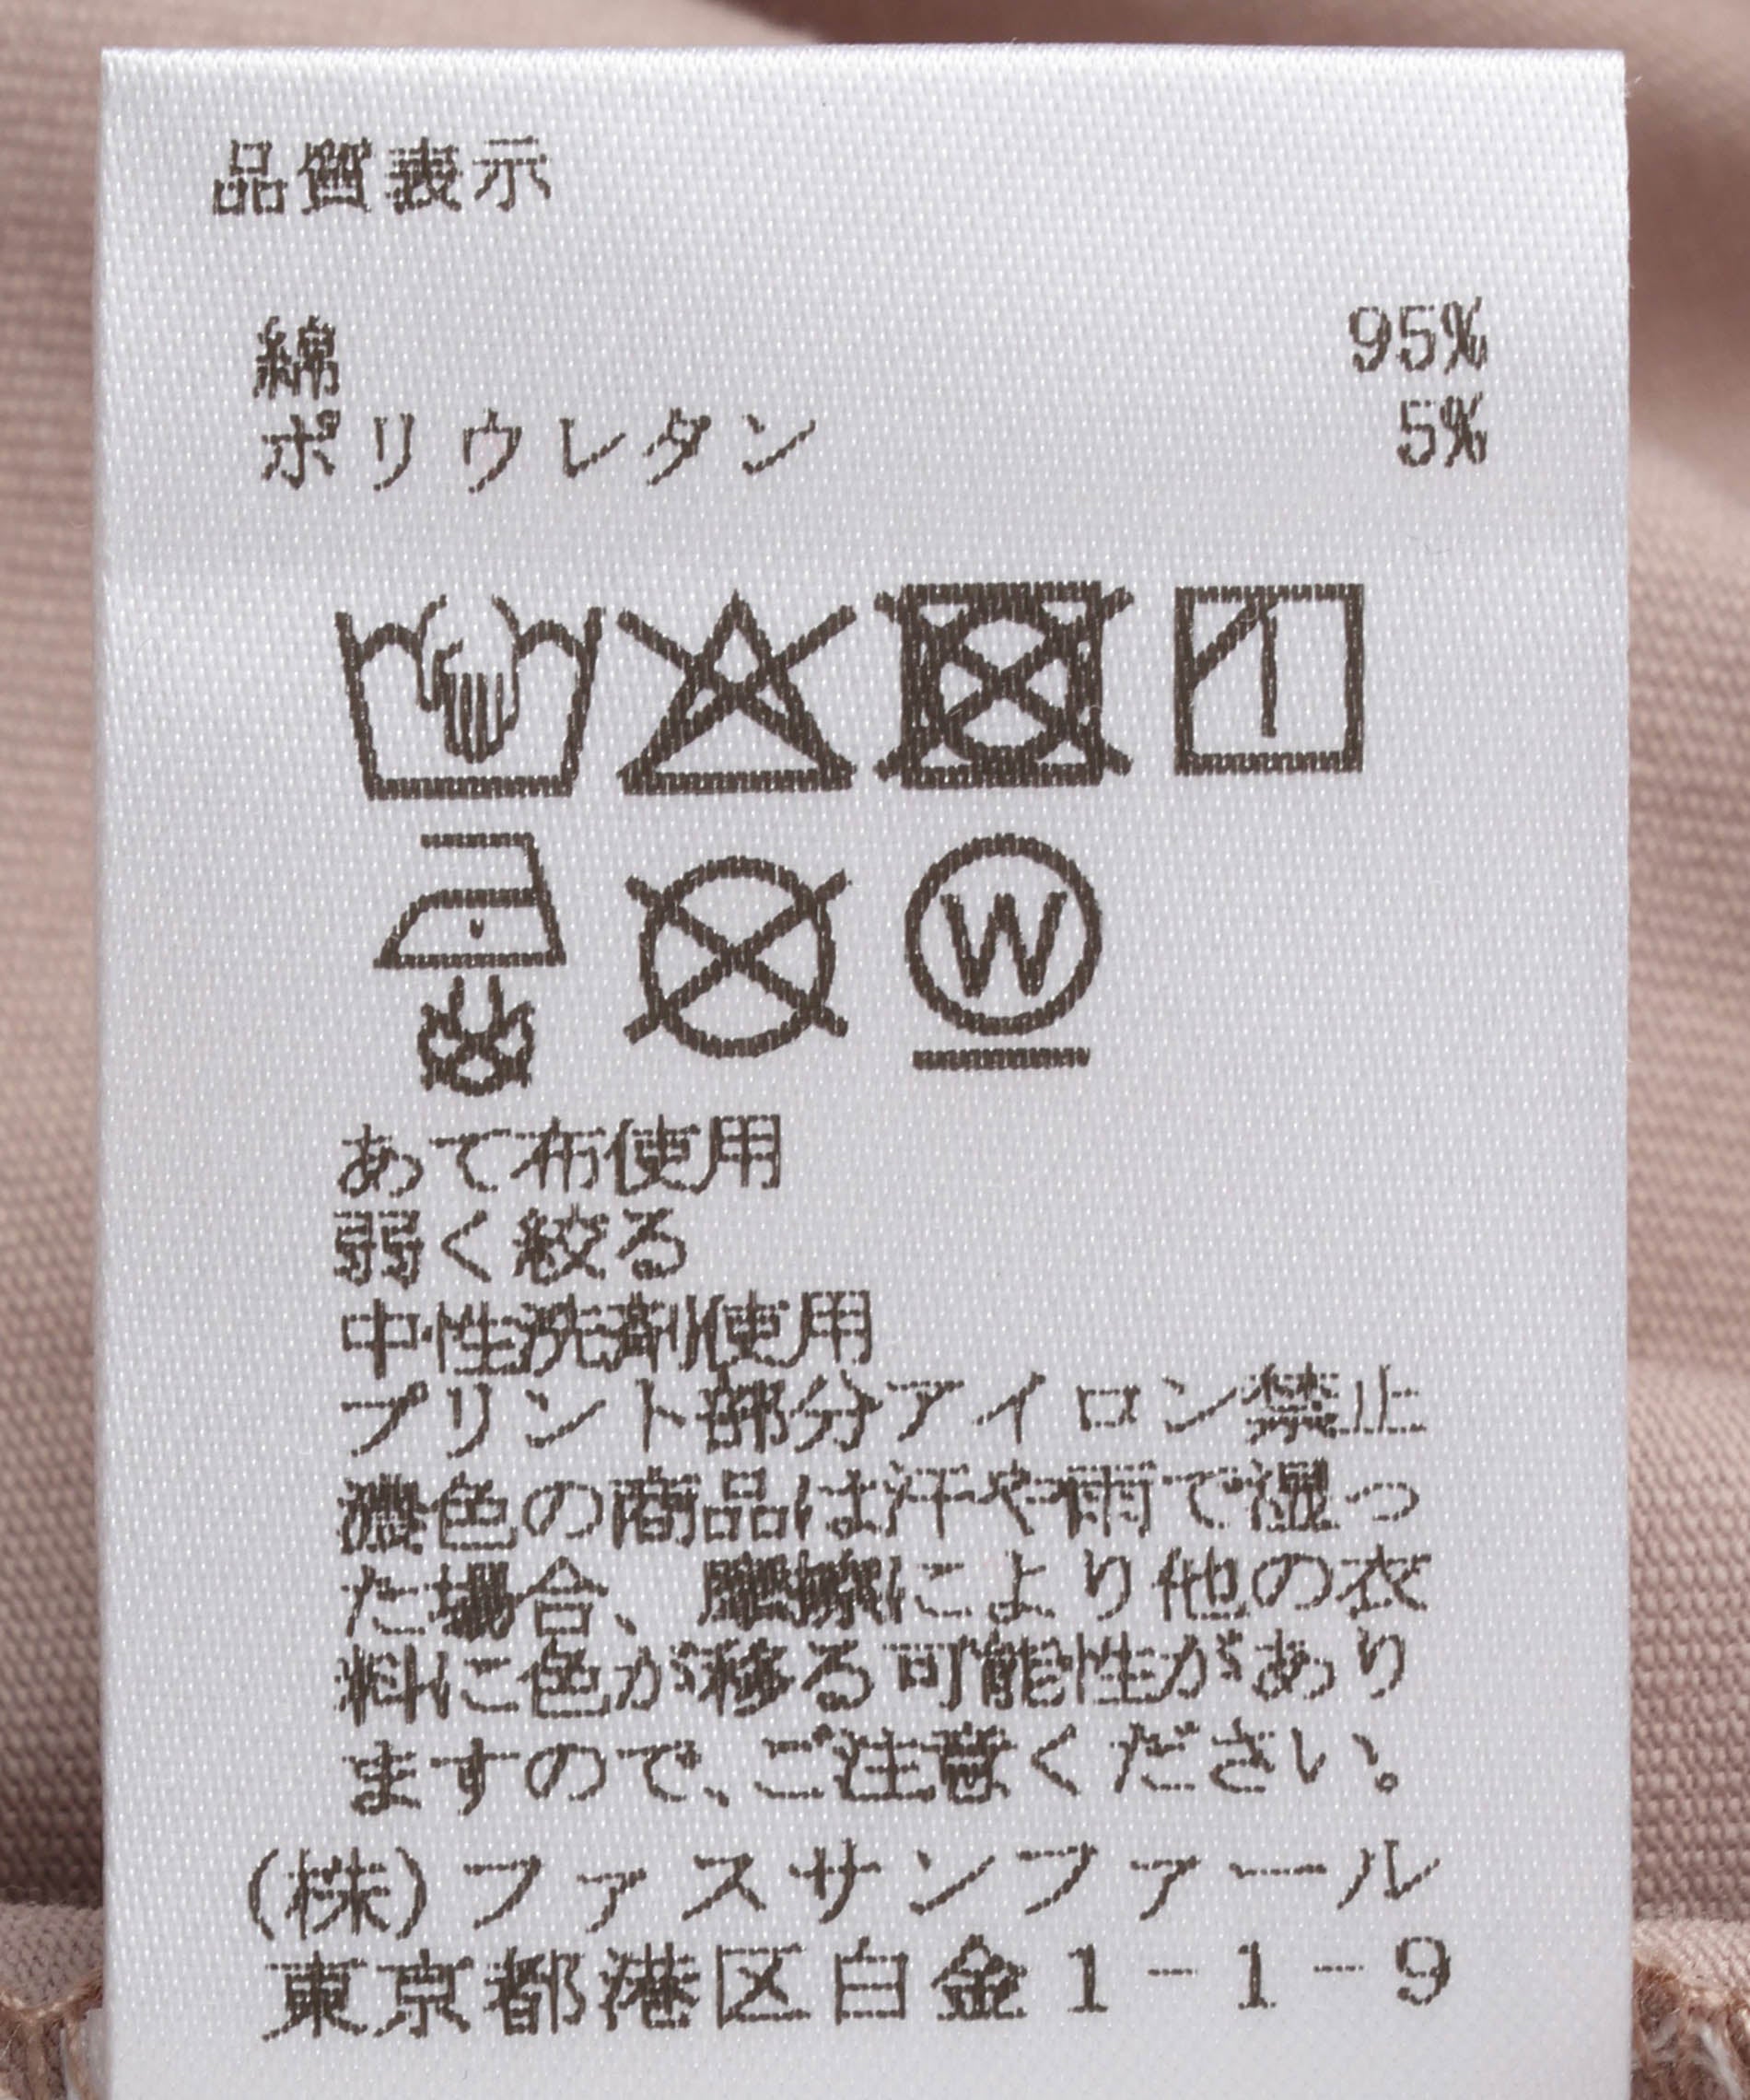 品質表示
綿 95%
ポリウレタン 5%
W
あて布使用
弱く絞る
中性洗剤使用
プリント部分アイロン禁止
濃色の商品は汗や雨で湿っ
た場合、摩擦により他の衣
料に色が移る可能性があり
ますので、ご注意ください。
(株)ファスサンファール
東京都港区白金1-1-9